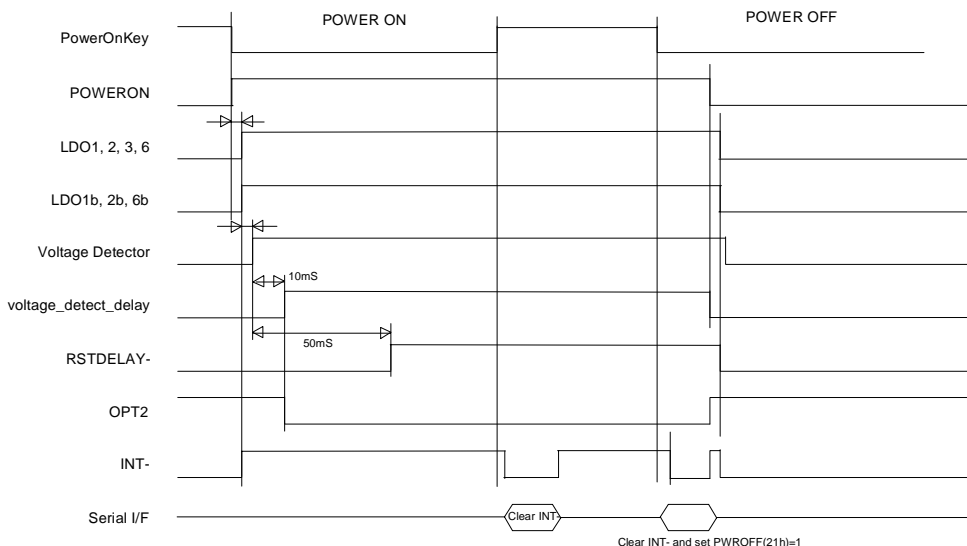 POWER ON
POWER OFF
PowerOnKey
POWERON
LDO1, 2, 3, 6
LDO1b, 2b, 6b
Voltage Detector
10mS
voltage_detect_delay
50mS
RSTDELAY-
OPT2
INT-
Serial I/F
Clear INT-
Clear INT- and set PWROFF(21h)=1